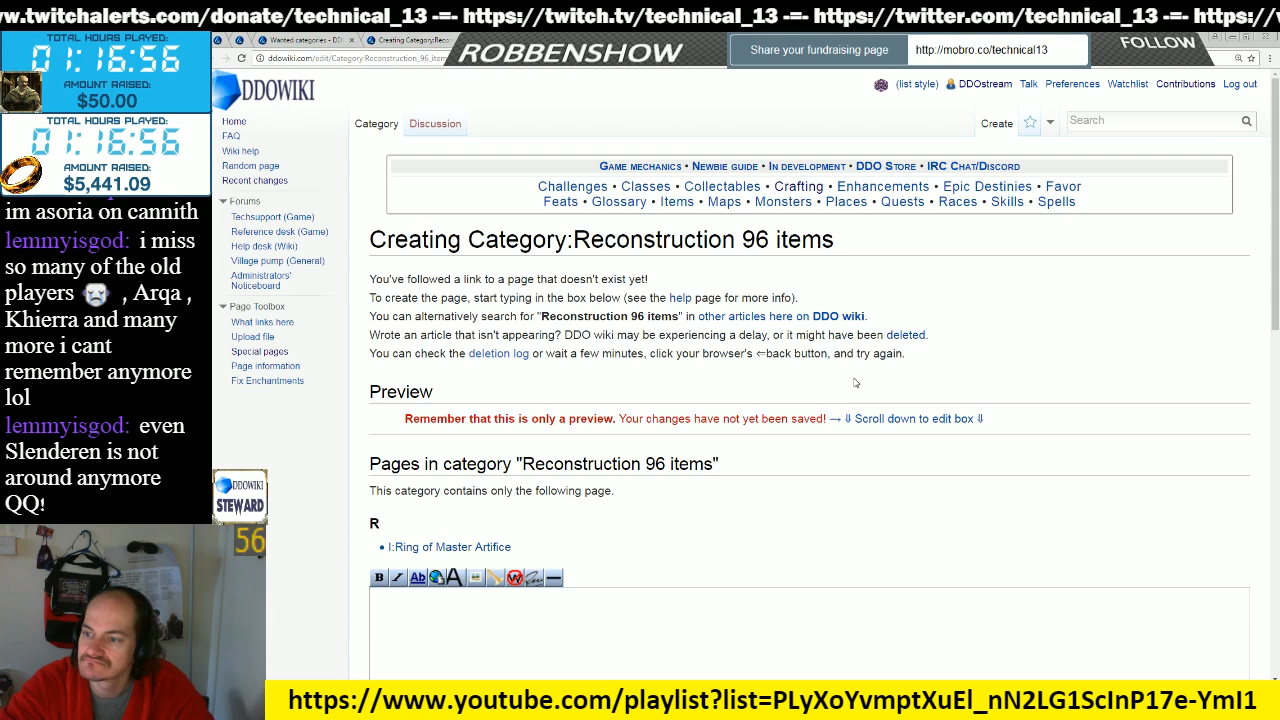 ww.twitchalerts.com/donate/technical_13 -=- https://twitch.tv/technical_13 -=- https://twitter.com/technical_13 -=- https://
TOTAL HOURS PLAYED:
01:16:56
AMOUNT RAISED:
$50.00
TOTAL HOURS PLAYED:
01:16:56
AMOUNT RAISED:
$5,441.09
im asoria on cannith
lemmyisgod: i miss
so many of the old
players , Arqa ,
Khierra and many
more i cant
remember anymore
lol
lemmyisgod: even
Slenderen is not
around anymore
QQ!
Wanted categories - DD
Creating Category:Reco
ddowiki.com/edit/Category:Reconstruction_96_item
ROBBENSHOW
Share your fundraising page
http://mobro.co/technical13
FOLLOW
DDOWIKI
(list style)
DDOstream
Talk
Preferences
Watchlist
Contributions
Log out
Home
FAQ
Wiki help
Random page
Recent changes
Forums
Techsupport (Game)
Reference desk (Game)
Help desk (Wiki)
Village pump (General)
Administrators'
Noticeboard
Page Toolbox
What links here
Upload file
Special pages
Page information
Fix Enchantments
DDOWIKI
STEWARD
56
Category
Discussion
Create
Search
Game mechanics • Newbie guide • In development • DDO Store • IRC Chat/Discord
Challenges • Classes • Collectables • Crafting • Enhancements • Epic Destinies • Favor
Feats • Glossary • Items • Maps • Monsters • Places • Quests • Races • Skills • Spells
Creating Category:Reconstruction 96 items
You've followed a link to a page that doesn't exist yet!
To create the page, start typing in the box below (see the help page for more info).
You can alternatively search for "Reconstruction 96 items" in other articles here on DDO wiki.
Wrote an article that isn't appearing? DDO wiki may be experiencing a delay, or it might have been deleted.
You can check the deletion log or wait a few minutes, click your browser's ⇐back button, and try again.
Preview
Remember that this is only a preview. Your changes have not yet been saved! → ⇓ Scroll down to edit box ⇓
Pages in category "Reconstruction 96 items"
This category contains only the following page.
R
• I:Ring of Master Artifice
B I Ab A
https://www.youtube.com/playlist?list=PLyXoYvmptXuEl_nN2LG1ScInP17e-YmI1